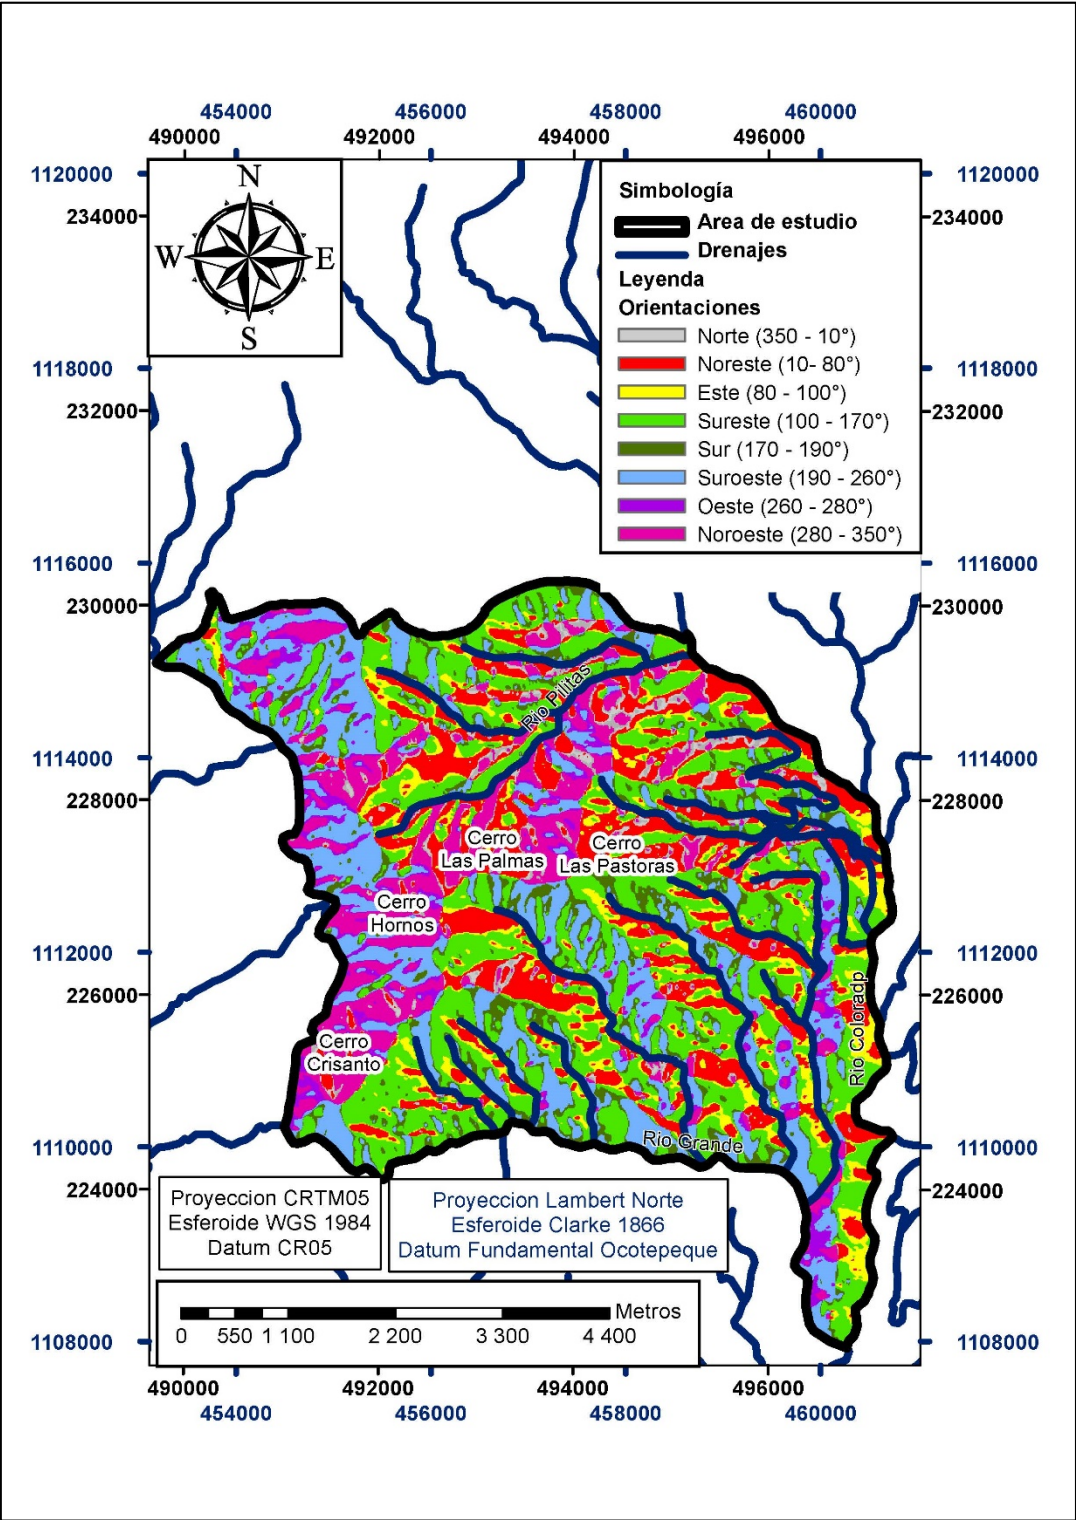 454000 456000 458000 460000
490000 492000 494000 496000
1120000
234000
1118000
232000
1116000
230000
1114000
228000
1112000
226000
1110000
224000
1108000
N
W E
S
Simbología
Area de estudio
Drenajes
Leyenda
Orientaciones
Norte (350 - 10°)
Noreste (10- 80°)
Este (80 - 100°)
Sureste (100 - 170°)
Sur (170 - 190°)
Suroeste (190 - 260°)
Oeste (260 - 280°)
Noroeste (280 - 350°)
1120000
234000
1118000
232000
1116000
230000
1114000
228000
1112000
226000
1110000
224000
1108000
Rio Pilitas
Cerro
Las Palmas
Cerro
Las Pastoras
Cerro
Hornos
Cerro
Crisanto
Rio Coloradp
Rio Grande
Proyeccion CRTM05
Esferoide WGS 1984
Datum CR05
Proyeccion Lambert Norte
Esferoide Clarke 1866
Datum Fundamental Ocotepeque
Metros
0 550 1 100 2 200 3 300 4 400
490000 492000 494000 496000
454000 456000 458000 460000